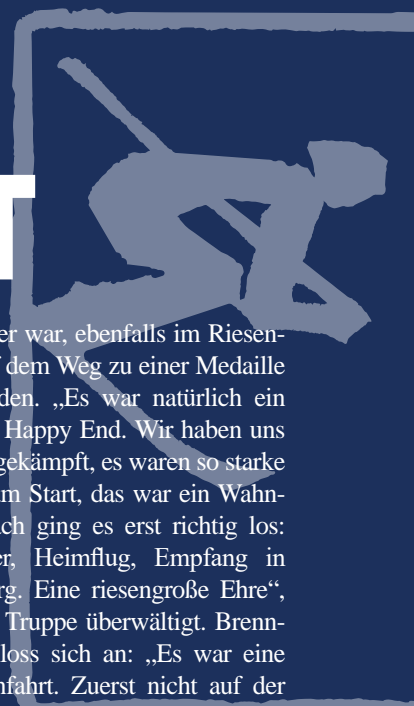 T
er war, ebenfalls im Riesen-
dem Weg zu einer Medaille
den. „Es war natürlich ein
Happy End. Wir haben uns
gekämpft, es waren so starke
m Start, das war ein Wahn-
ch ging es erst richtig los:
er, Heimflug, Empfang in
rg. Eine riesengroße Ehre“,
Truppe überwältigt. Brenn-
loss sich an: „Es war eine
nfahrt. Zuerst nicht auf der